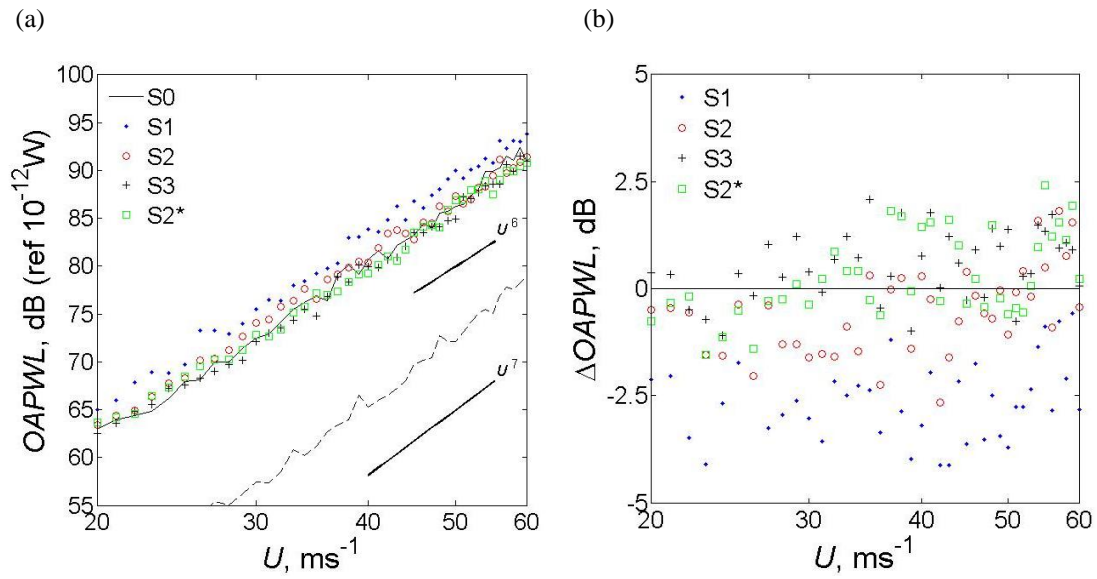 (a)
(b)
100
95
90
85
80
75
70
65
60
55
OAPWL, dB (ref 10⁻¹²W)
S0
S1
S2
S3
S2*
u⁶
u⁷
20
30
40
50
60
U, ms⁻¹
5
2.5
0
-2.5
-5
ΔOAPWL, dB
S1
S2
S3
S2*
20
30
40
50
60
U, ms⁻¹